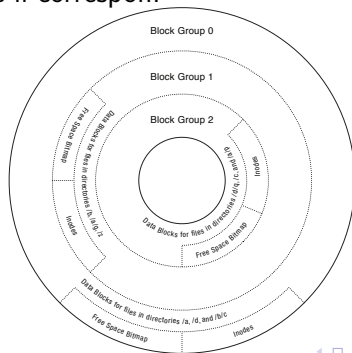 Block Group 0
Block Group 1
Block Group 2
Free Space Bitmap
Data Blocks for files in directories /b, /a/g, /z
Inodes
Inodes
Data Blocks for files in directories /d/q, /c, and /a/p
Free Space Bitmap
Data Blocks for files in directories /a, /d, and /b/c
Free Space Bitmap
Inodes